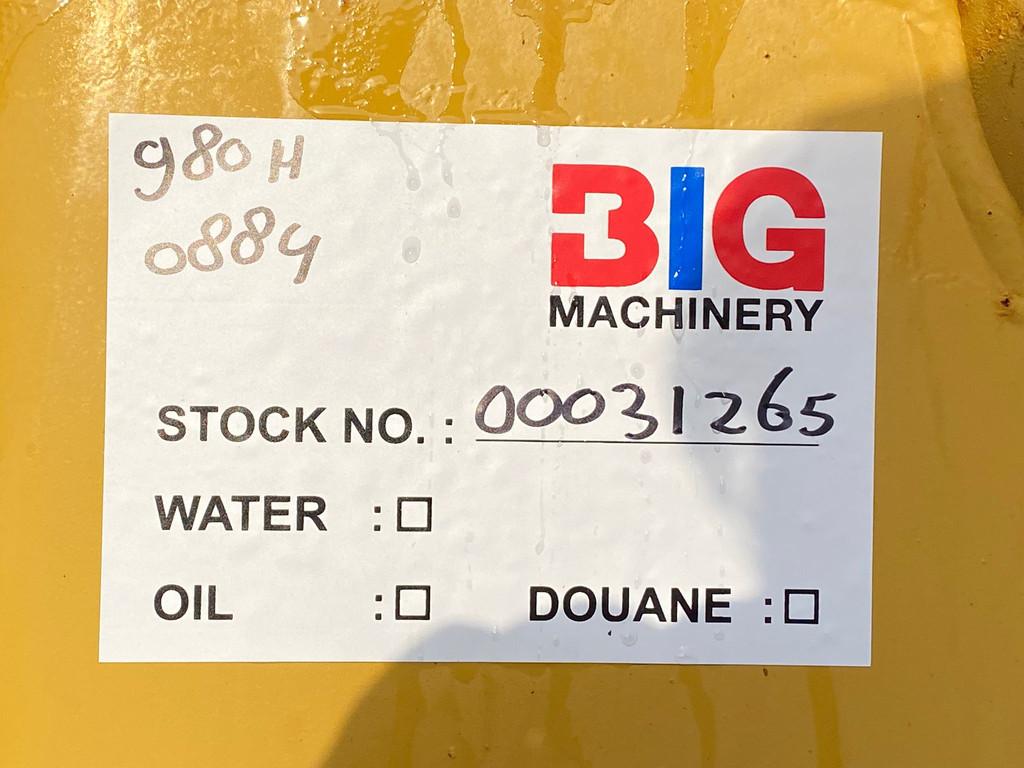 980H
0884
BIG
MACHINERY
STOCK NO. : 00031265
WATER : ☐
OIL : ☐ DOUANE : ☐